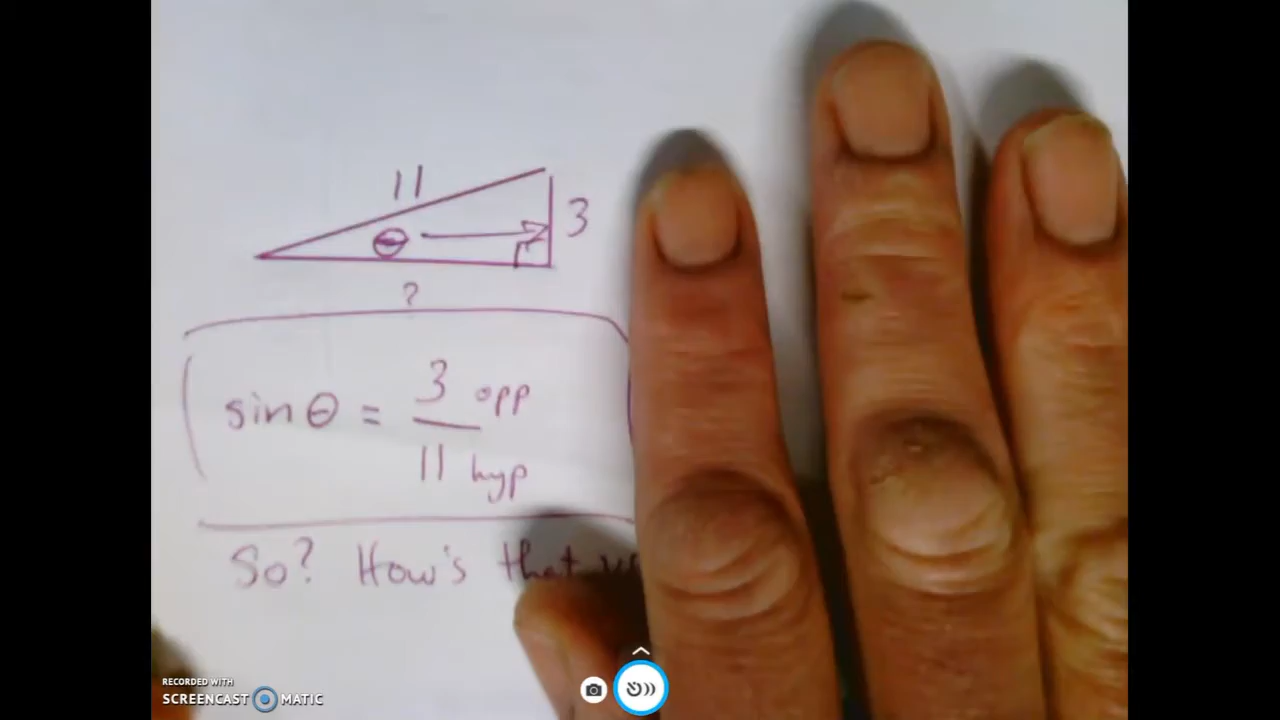 11
3
Θ
?
sin Θ = 3 opp
11 hyp
So? How's that
RECORDED WITH
SCREENCAST MATIC